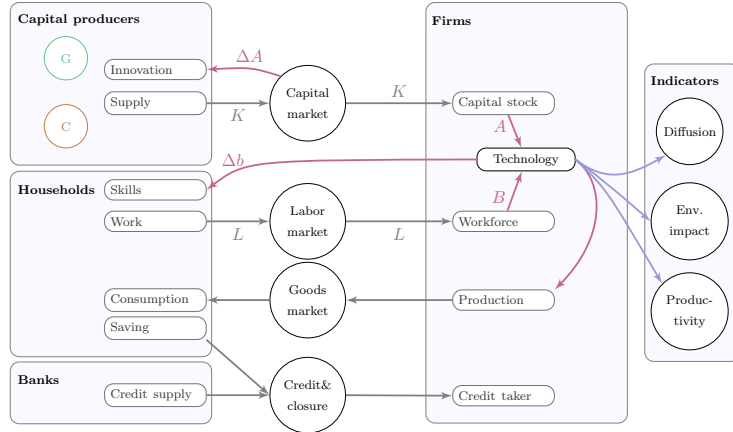 Capital producers
G
C
Innovation
Supply
ΔA
K
Capital
market
K
Firms
Capital stock
A
Technology
B
Workforce
Production
Credit taker
Households
Skills
Work
Consumption
Saving
Δb
L
Labor
market
L
Goods
market
Banks
Credit supply
Credit&
closure
Indicators
Diffusion
Env.
impact
Produc-
tivity